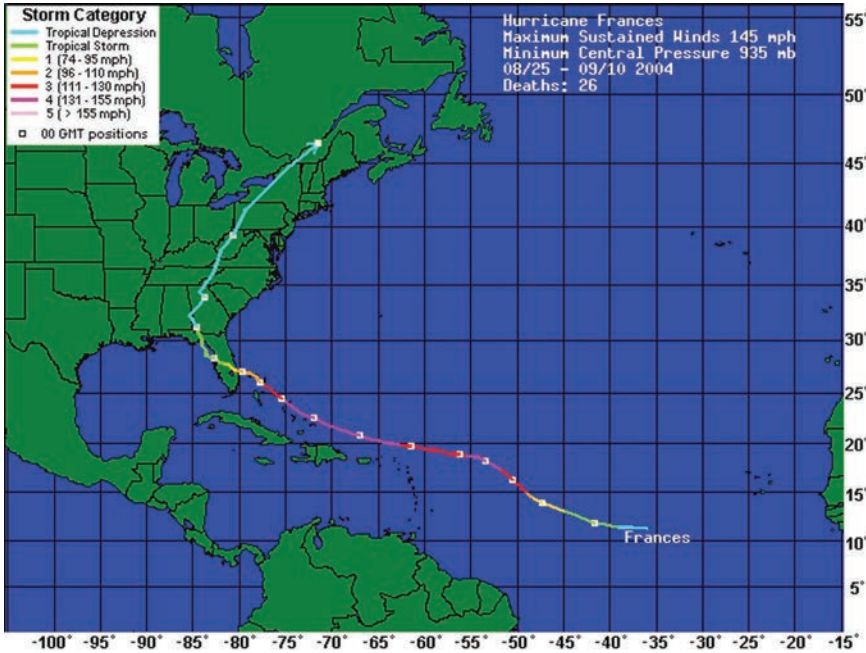 Storm Category
Tropical Depression
Tropical Storm
1 (74 - 95 mph)
2 (96 - 110 mph)
3 (111 - 130 mph)
4 (131 - 155 mph)
5 ( > 155 mph)
00 GMT positions
Hurricane Frances
Maximum Sustained Winds 145 mph
Minimum Central Pressure 935 mb
08/25 - 09/10 2004
Deaths: 26
55°
50°
45°
40°
35°
30°
25°
20°
15°
10°
5°
Frances
-100° -95° -90° -85° -80° -75° -70° -65° -60° -55° -50° -45° -40° -35° -30° -25° -20° -15°